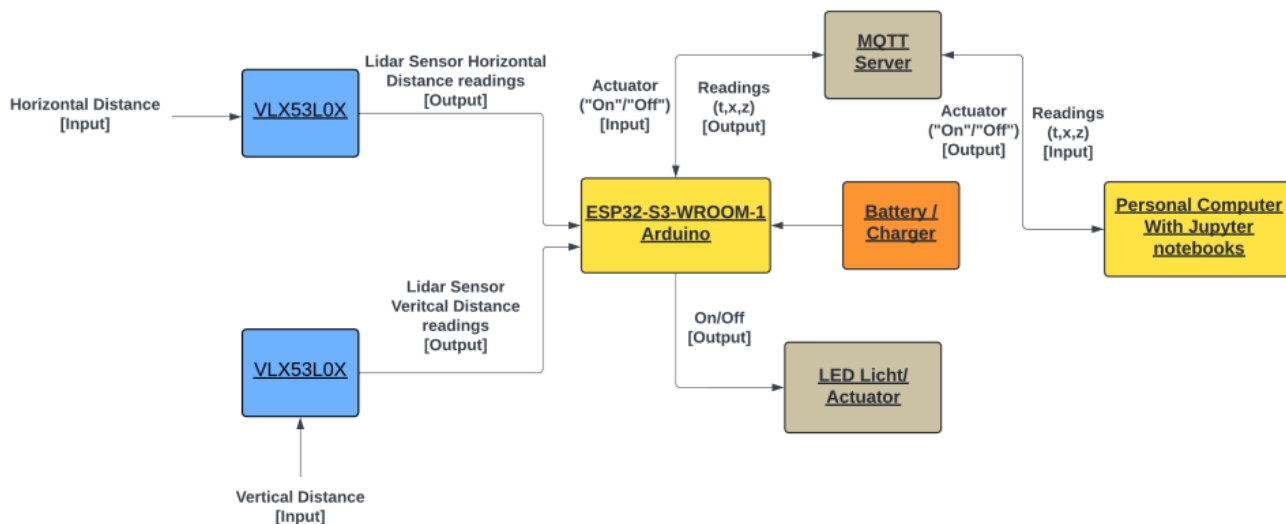 MQTT
Server
Lidar Sensor Horizontal
Distance readings
[Output]
Horizontal Distance
[Input]
VLX53L0X
Actuator
("On"/"Off")
[Input]
Readings
(t,x,z)
[Output]
Actuator
("On"/"Off")
[Output]
Readings
(t,x,z)
[Input]
ESP32-S3-WROOM-1
Arduino
Battery /
Charger
Personal Computer
With Jupyter
notebooks
Lidar Sensor
Veritcal Distance
readings
[Output]
On/Off
[Output]
VLX53L0X
LED Licht/
Actuator
Vertical Distance
[Input]